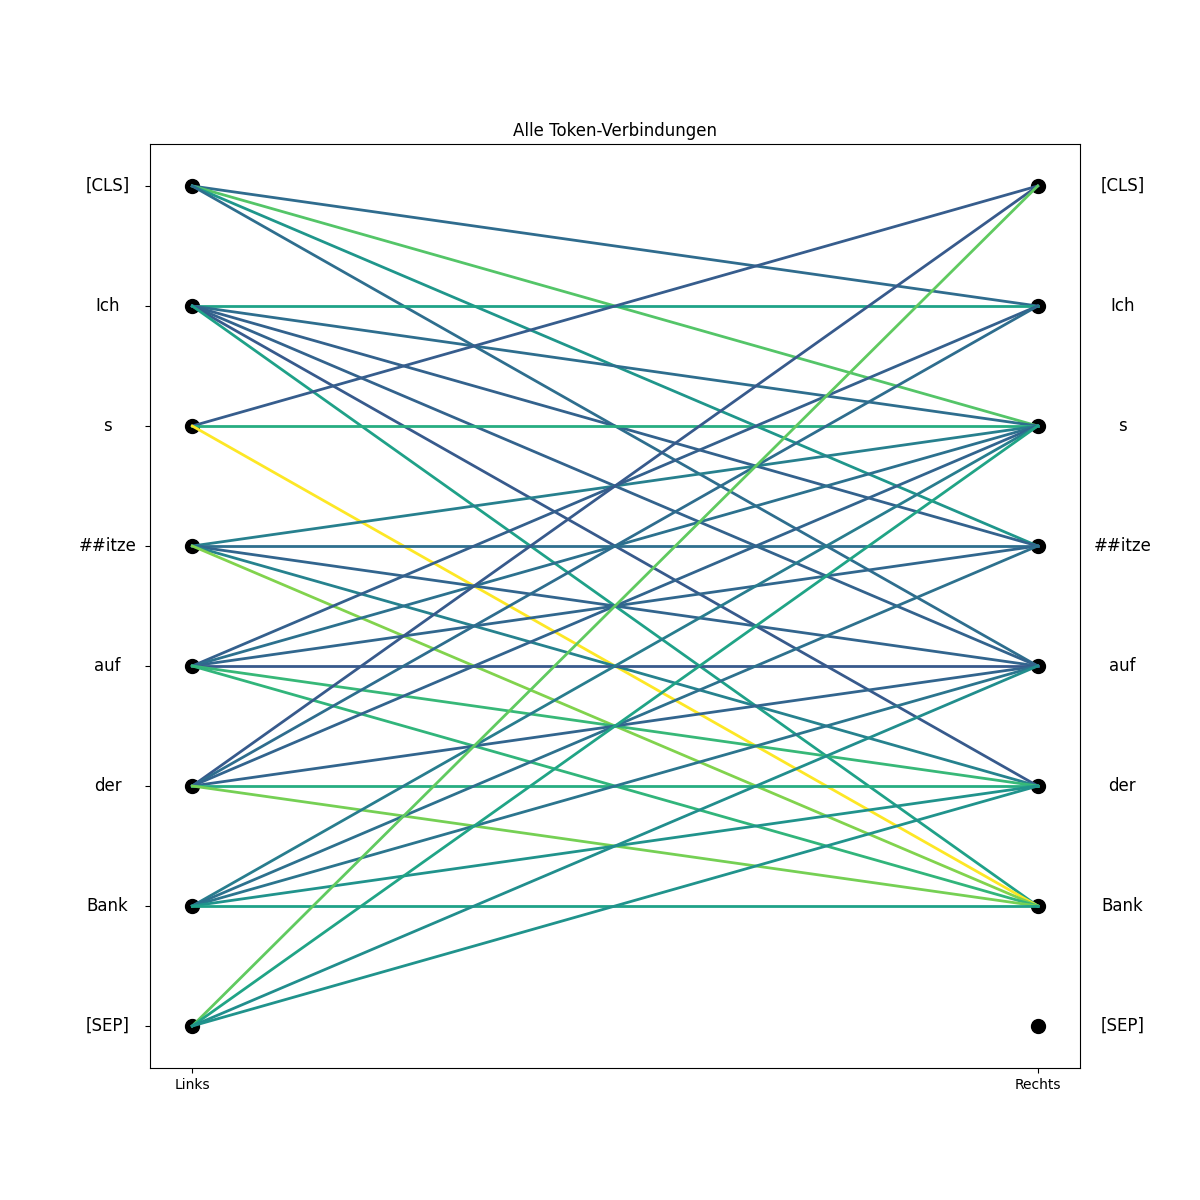 Alle Token-Verbindungen
[CLS] [CLS]
Ich Ich
s s
##itze ##itze
auf auf
der der
Bank Bank
[SEP] [SEP]
Links Rechts